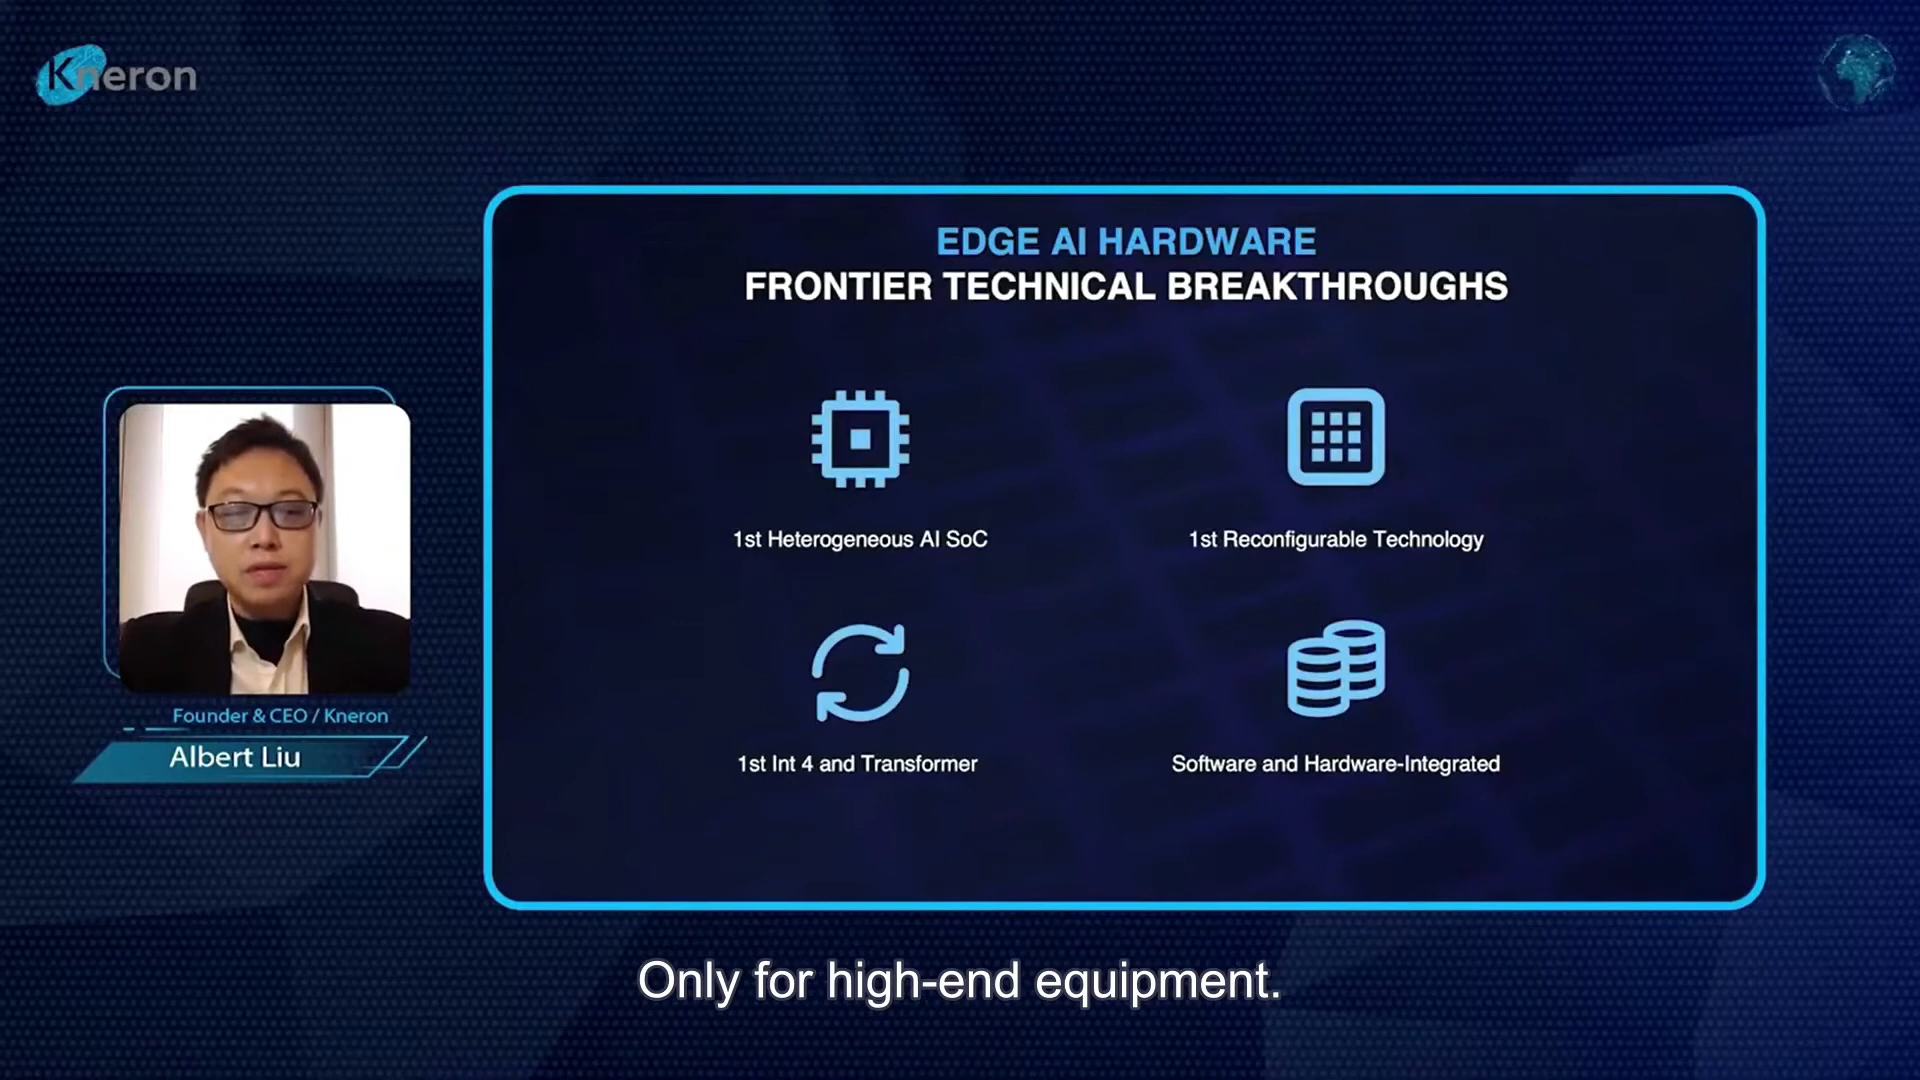 Kneron
EDGE AI HARDWARE
FRONTIER TECHNICAL BREAKTHROUGHS
1st Heterogeneous AI SoC
1st Reconfigurable Technology
1st Int 4 and Transformer
Software and Hardware-Integrated
Founder & CEO / Kneron
Albert Liu
Only for high-end equipment.